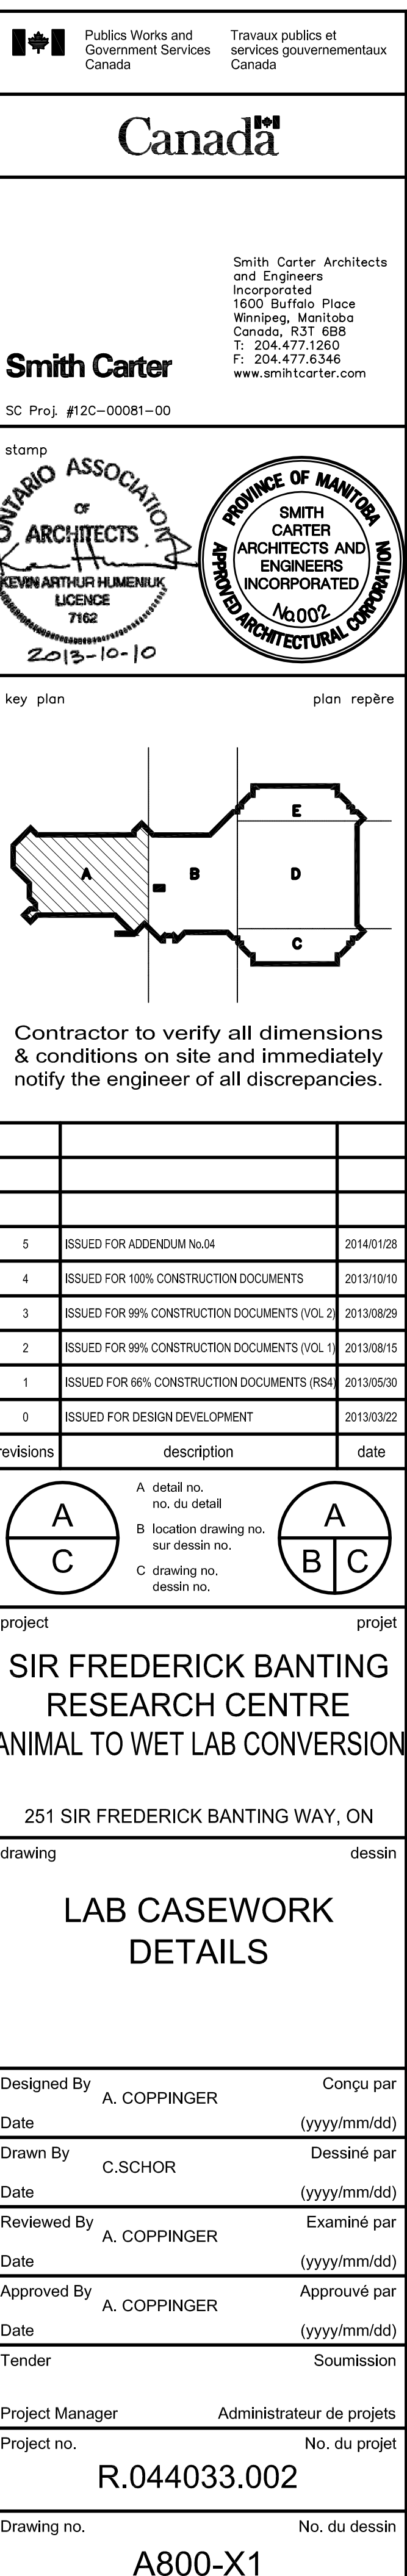 Publics Works and
Government Services
Canada
Travaux publics et
services gouvernementaux
Canada
Canada
Smith Carter Architects
and Engineers
Incorporated
1600 Buffalo Place
Winnipeg, Manitoba
Canada, R3T 6B8
T: 204.477.1260
F: 204.477.6346
www.smihtcarter.com
Smith Carter
SC Proj. #12C-00081-00
stamp
ONTARIO ASSOCIATION
OF
ARCHITECTS
KEVIN ARTHUR HUMENIUK
LICENCE
7162
2013-10-10
PROVINCE OF MANITOBA
SMITH
CARTER
ARCHITECTS AND
ENGINEERS
INCORPORATED
No 002
APPROVED ARCHITECTURAL CORPORATION
key plan plan repère
E
A B D
C
Contractor to verify all dimensions
& conditions on site and immediately
notify the engineer of all discrepancies.
5 ISSUED FOR ADDENDUM No.04 2014/01/28
4 ISSUED FOR 100% CONSTRUCTION DOCUMENTS 2013/10/10
3 ISSUED FOR 99% CONSTRUCTION DOCUMENTS (VOL 2) 2013/08/29
2 ISSUED FOR 99% CONSTRUCTION DOCUMENTS (VOL 1) 2013/08/15
1 ISSUED FOR 66% CONSTRUCTION DOCUMENTS (RS4) 2013/05/30
0 ISSUED FOR DESIGN DEVELOPMENT 2013/03/22
revisions description date
A
C
A detail no.
no. du detail
B location drawing no.
sur dessin no.
C drawing no.
dessin no.
A
B C
project projet
SIR FREDERICK BANTING
RESEARCH CENTRE
ANIMAL TO WET LAB CONVERSION
251 SIR FREDERICK BANTING WAY, ON
drawing dessin
LAB CASEWORK
DETAILS
Designed By A. COPPINGER Conçu par
Date (yyyy/mm/dd)
Drawn By C.SCHOR Dessiné par
Date (yyyy/mm/dd)
Reviewed By A. COPPINGER Examiné par
Date (yyyy/mm/dd)
Approved By A. COPPINGER Approuvé par
Date (yyyy/mm/dd)
Tender Soumission
Project Manager Administrateur de projets
Project no. No. du projet
R.044033.002
Drawing no. No. du dessin
A800-X1